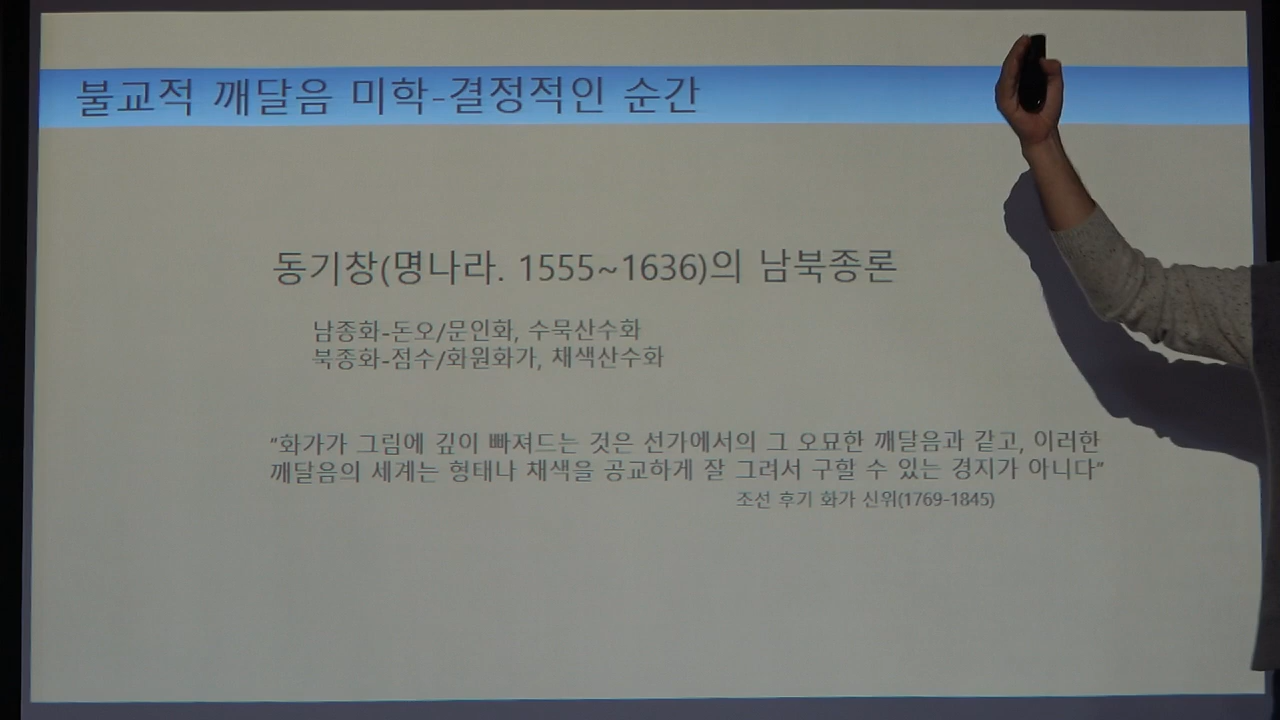 불교적 깨달음 미학-결정적인 순간
동기창(명나라. 1555~1636)의 남북종론
남종화-돈오/문인화, 수묵산수화
북종화-점수/화원화가, 채색산수화
"화가가 그림에 깊이 빠져드는 것은 선가에서의 그 오묘한 깨달음과 같고, 이러한
깨달음의 세계는 형태나 채색을 공교하게 잘 그려서 구할 수 있는 경지가 아니다"
조선 후기 화가 신위(1769-1845)